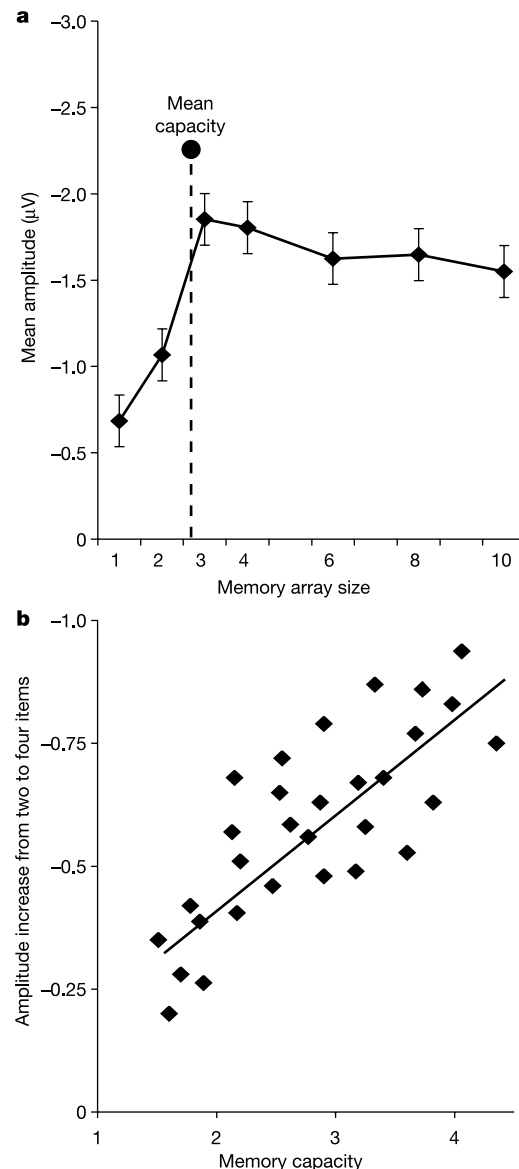 a
−3.0
−2.5
−2.0
−1.5
−1.0
−0.5
0
Mean amplitude (µV)
Mean
capacity
1 2 3 4 6 8 10
Memory array size
b
−1.0
−0.75
−0.5
−0.25
0
Amplitude increase from two to four items
1 2 3 4
Memory capacity